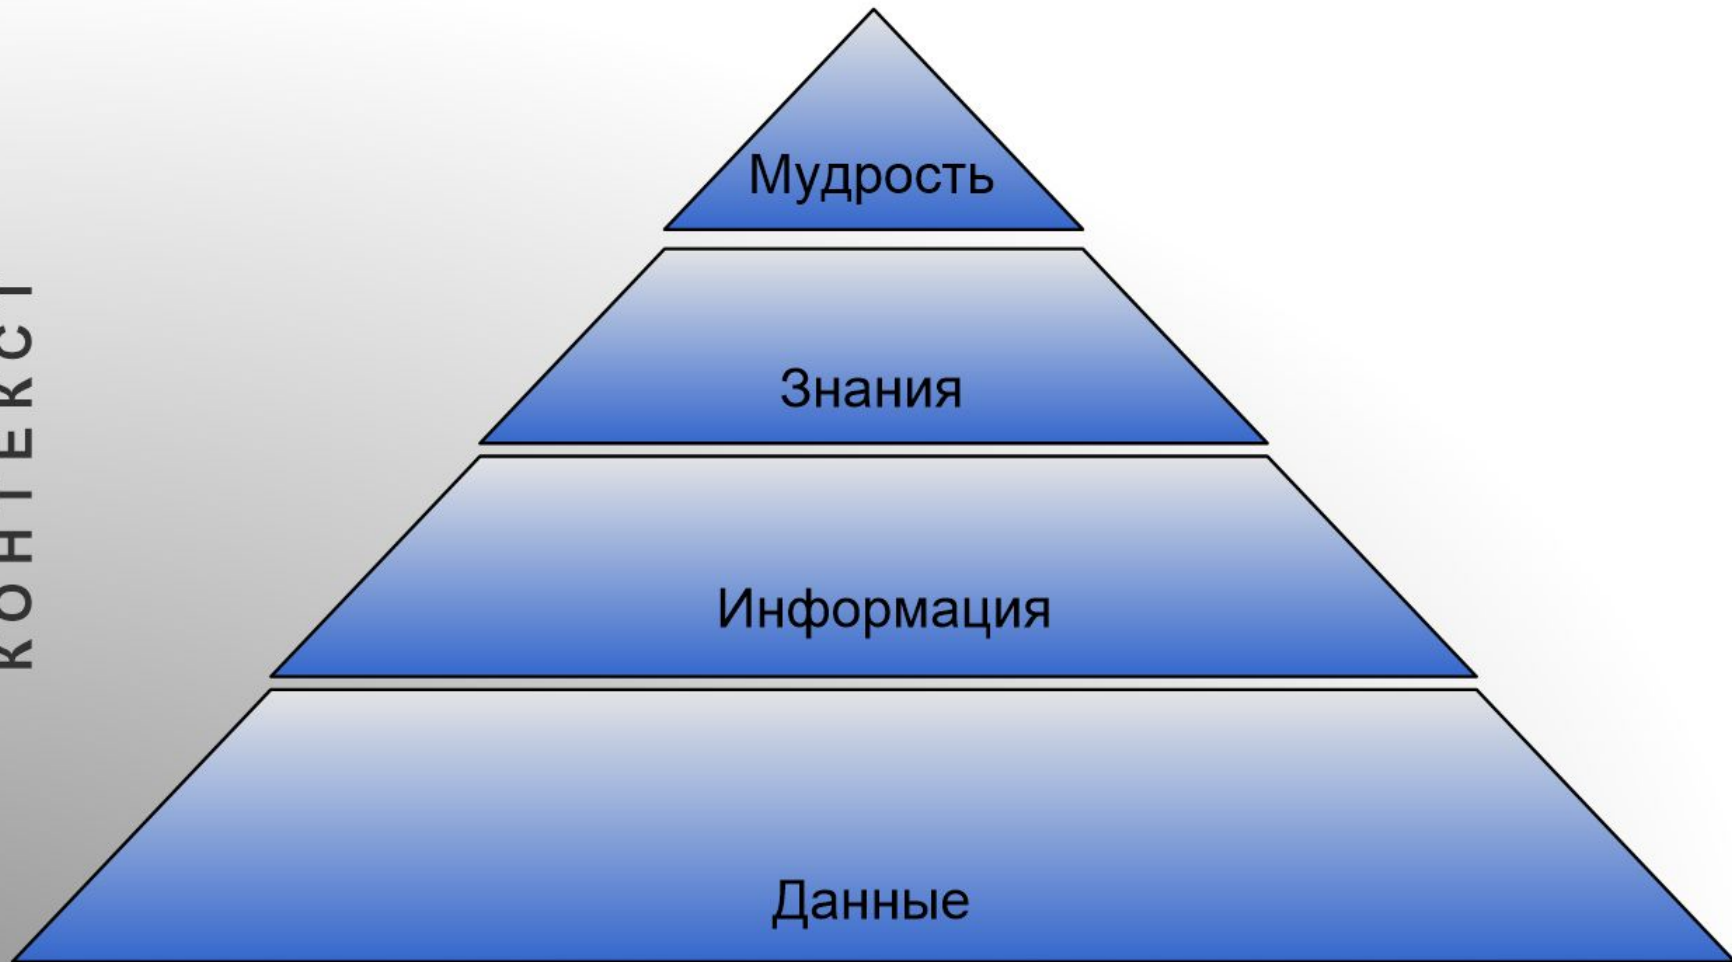 КОНТЕКСТ
Мудрость
Знания
Информация
Данные